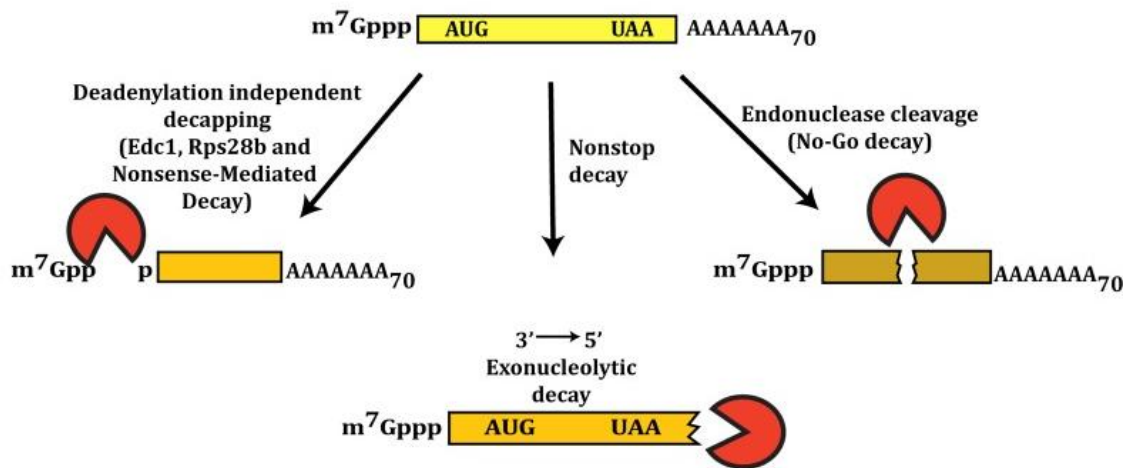 m⁷Gppp AUG UAA AAAAAAA₇₀
Deadenylation independent
decapping
(Edc1, Rps28b and
Nonsense-Mediated
Decay)
Nonstop
decay
Endonuclease cleavage
(No-Go decay)
m⁷Gpp p AAAAAAA₇₀
m⁷Gppp AAAAAAA₇₀
3’ → 5’
Exonucleolytic
decay
m⁷Gppp AUG UAA